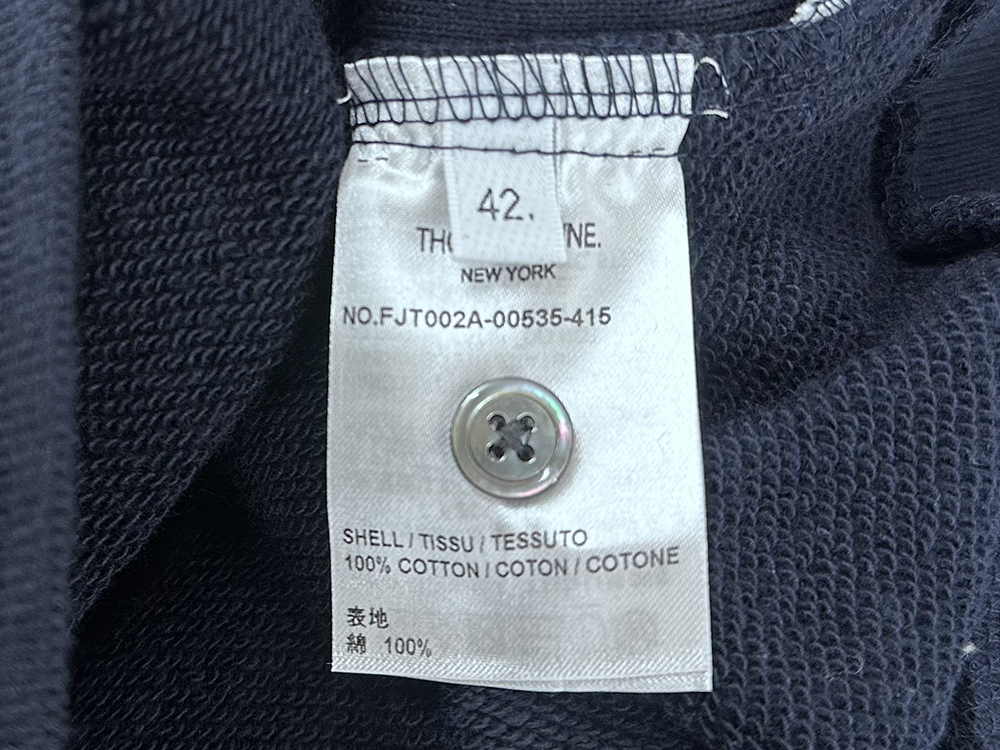 42.
NEW YORK
NO.FJT002A-00535-415
SHELL / TISSU / TESSUTO
100% COTTON / COTON / COTONE
表地
綿 100%